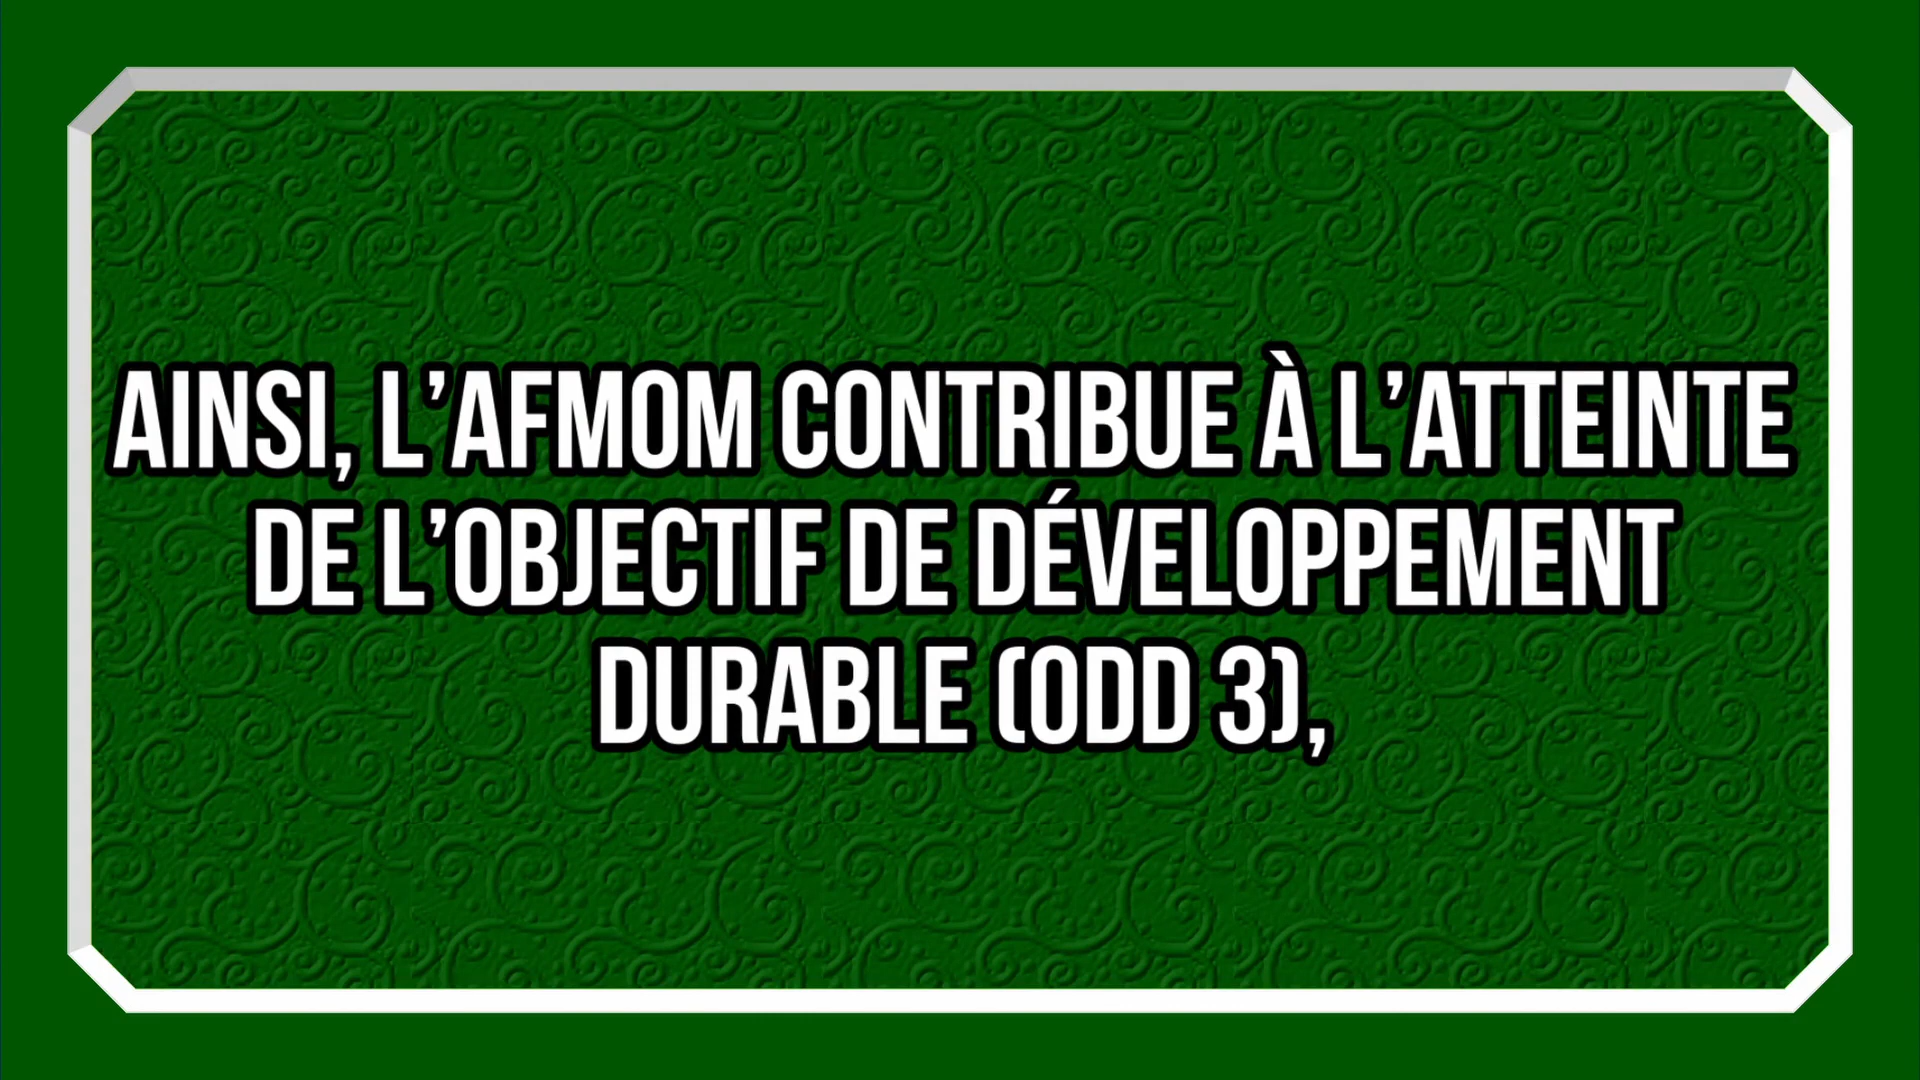 AINSI, L’AFMOM CONTRIBUE À L’ATTEINTE
DE L’OBJECTIF DE DÉVELOPPEMENT
DURABLE (ODD 3),